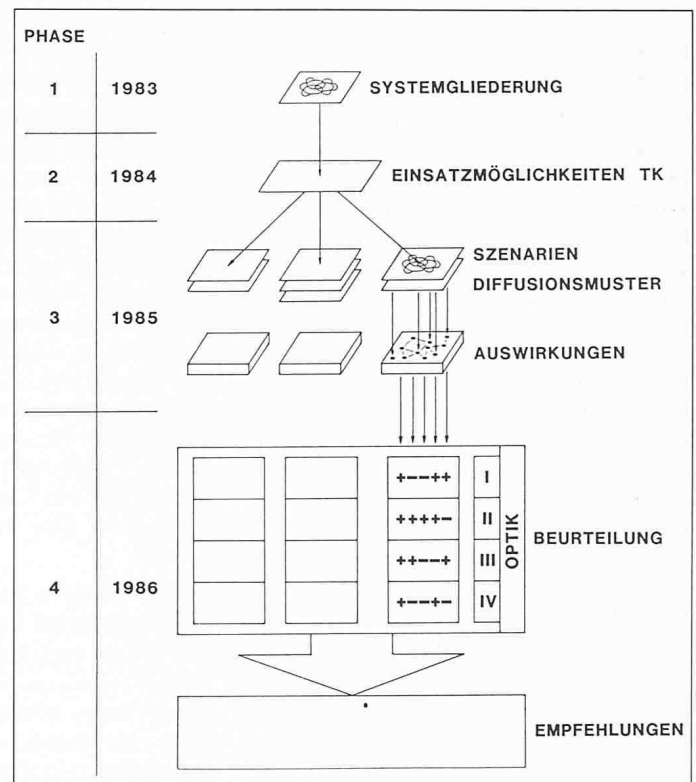 PHASE
1 1983 SYSTEMGLIEDERUNG
2 1984 EINSATZMÖGLICHKEITEN TK
SZENARIEN
DIFFUSIONSMUSTER
3 1985 AUSWIRKUNGEN
+--++ I
++++- II
++--+ III
+--+- IV
OPTIK
BEURTEILUNG
4 1986
EMPFEHLUNGEN